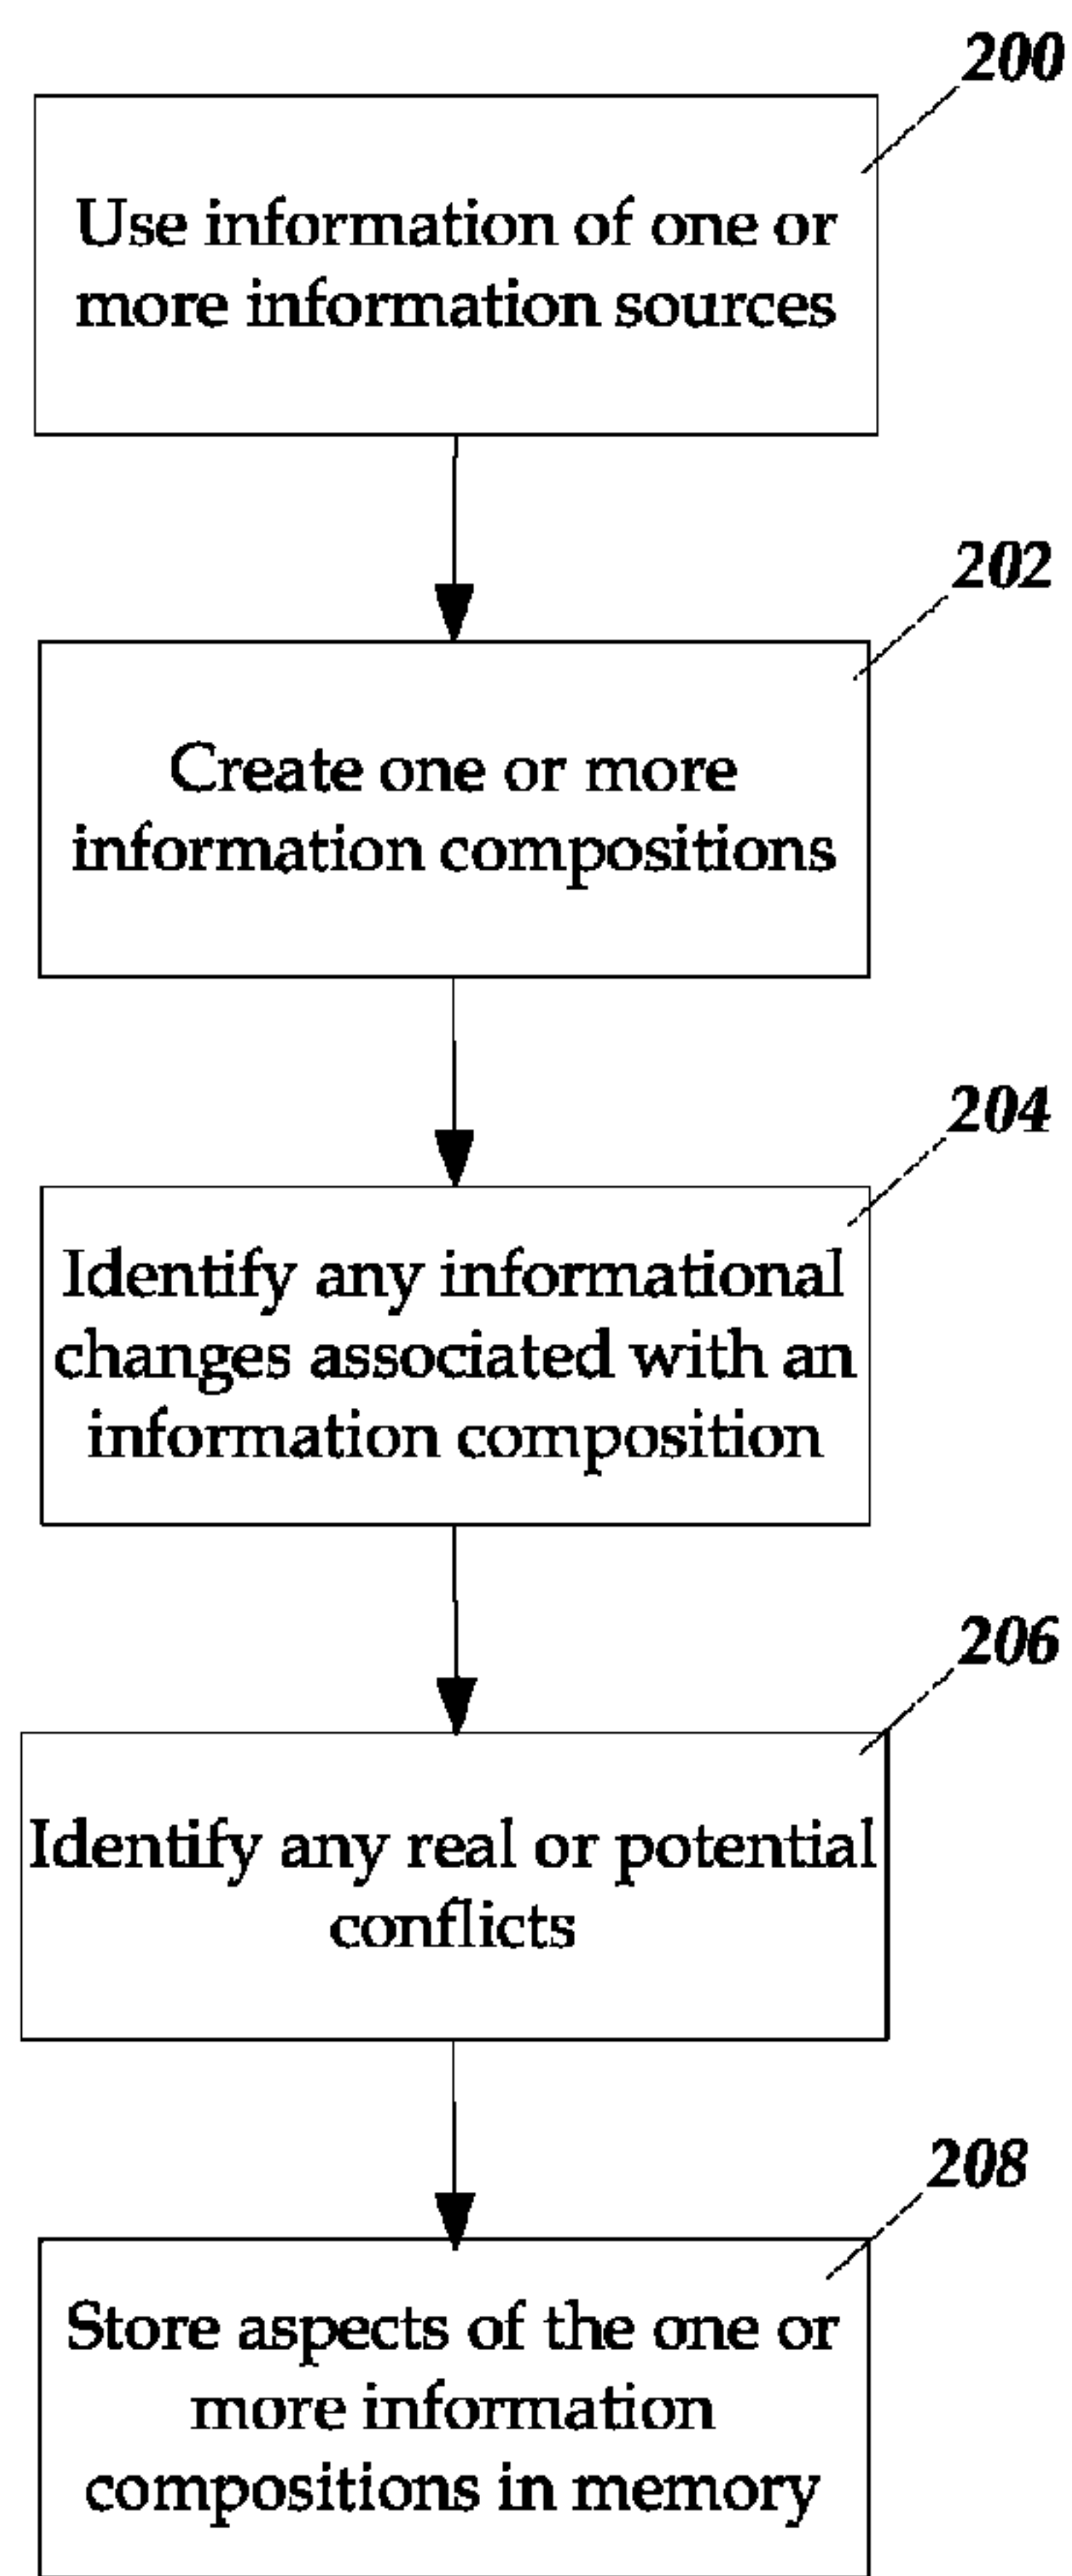 200
Use information of one or
more information sources
202
Create one or more
information compositions
204
Identify any informational
changes associated with an
information composition
206
Identify any real or potential
conflicts
208
Store aspects of the one or
more information
compositions in memory